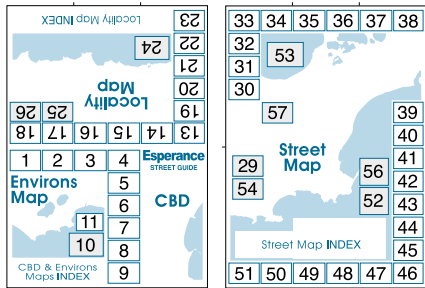 Locality Map INDEX
23
22
24
21
Locality
Map
20
19
26 25
18 17 16 15 14 13
1 2 3 4
Esperance
STREET GUIDE
Environs
Map
5
6
CBD
11
7
10
8
CBD & Environs
Maps INDEX
9
33 34 35 36 37 38
32
53
31
30
57
39
40
Street
Map
41
29
56
42
54
52
43
44
Street Map INDEX
45
51 50 49 48 47 46